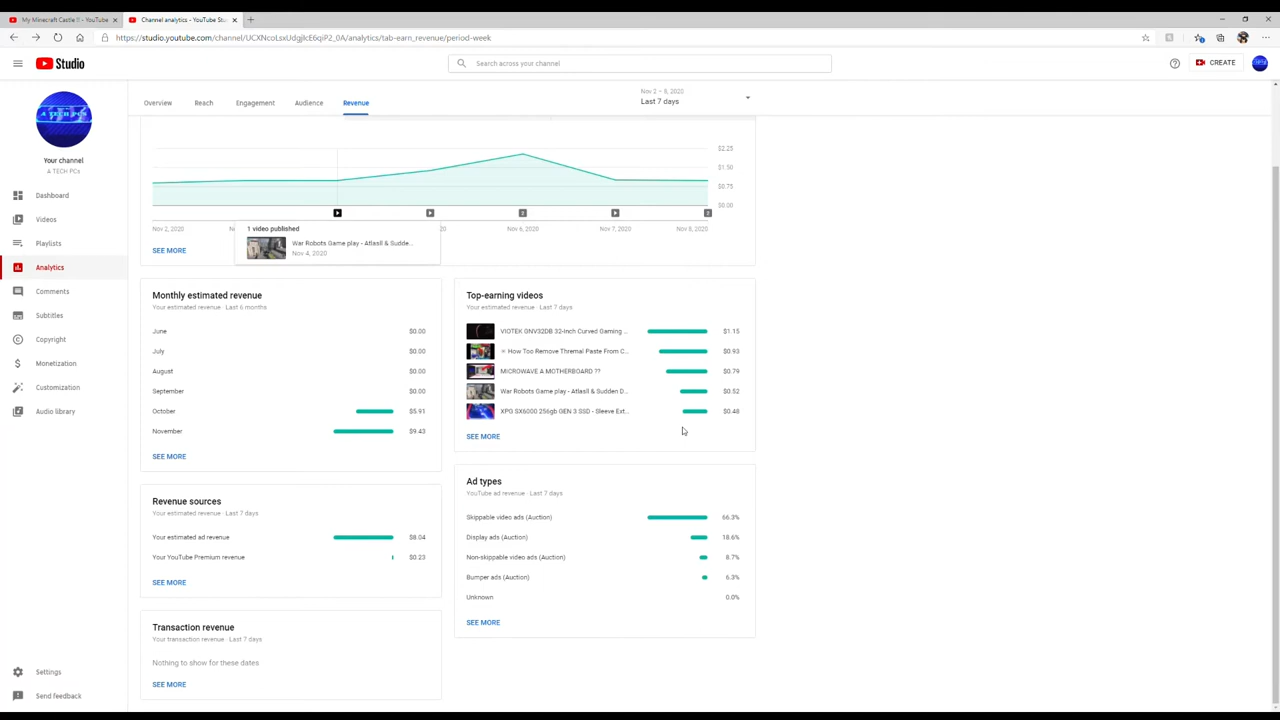 My Minecraft Castle !! - YouTube
Channel analytics - YouTube Stu
https://studio.youtube.com/channel/UCXNcoLsxUdgjlcE6qiP2_0A/analytics/tab-earn_revenue/period-week
Studio
Search across your channel
CREATE
A TECH PCs
Your channel
A TECH PCs
Dashboard
Videos
Playlists
Analytics
Comments
Subtitles
Copyright
Monetization
Customization
Audio library
Settings
Send feedback
Overview
Reach
Engagement
Audience
Revenue
Nov 2 – 8, 2020
Last 7 days
$2.25
$1.50
$0.75
$0.00
2
2
Nov 2, 2020
20
Nov 6, 2020
Nov 7, 2020
Nov 8, 2020
1 video published
War Robots Game play - Atlasll & Sudde...
Nov 4, 2020
SEE MORE
Monthly estimated revenue
Your estimated revenue · Last 6 months
June $0.00
July $0.00
August $0.00
September $0.00
October $5.91
November $9.43
SEE MORE
Revenue sources
Your estimated revenue · Last 7 days
Your estimated ad revenue $8.04
Your YouTube Premium revenue $0.23
SEE MORE
Transaction revenue
Your transaction revenue · Last 7 days
Nothing to show for these dates
SEE MORE
Top-earning videos
Your estimated revenue · Last 7 days
VIOTEK GNV32DB 32-Inch Curved Gaming ... $1.15
How Too Remove Thremal Paste From C... $0.93
MICROWAVE A MOTHERBOARD ?? $0.79
War Robots Game play - Atlasll & Sudden D... $0.52
XPG SX6000 256gb GEN 3 SSD - Sleeve Ext... $0.48
SEE MORE
Ad types
YouTube ad revenue · Last 7 days
Skippable video ads (Auction) 66.3%
Display ads (Auction) 18.6%
Non-skippable video ads (Auction) 8.7%
Bumper ads (Auction) 6.3%
Unknown 0.0%
SEE MORE